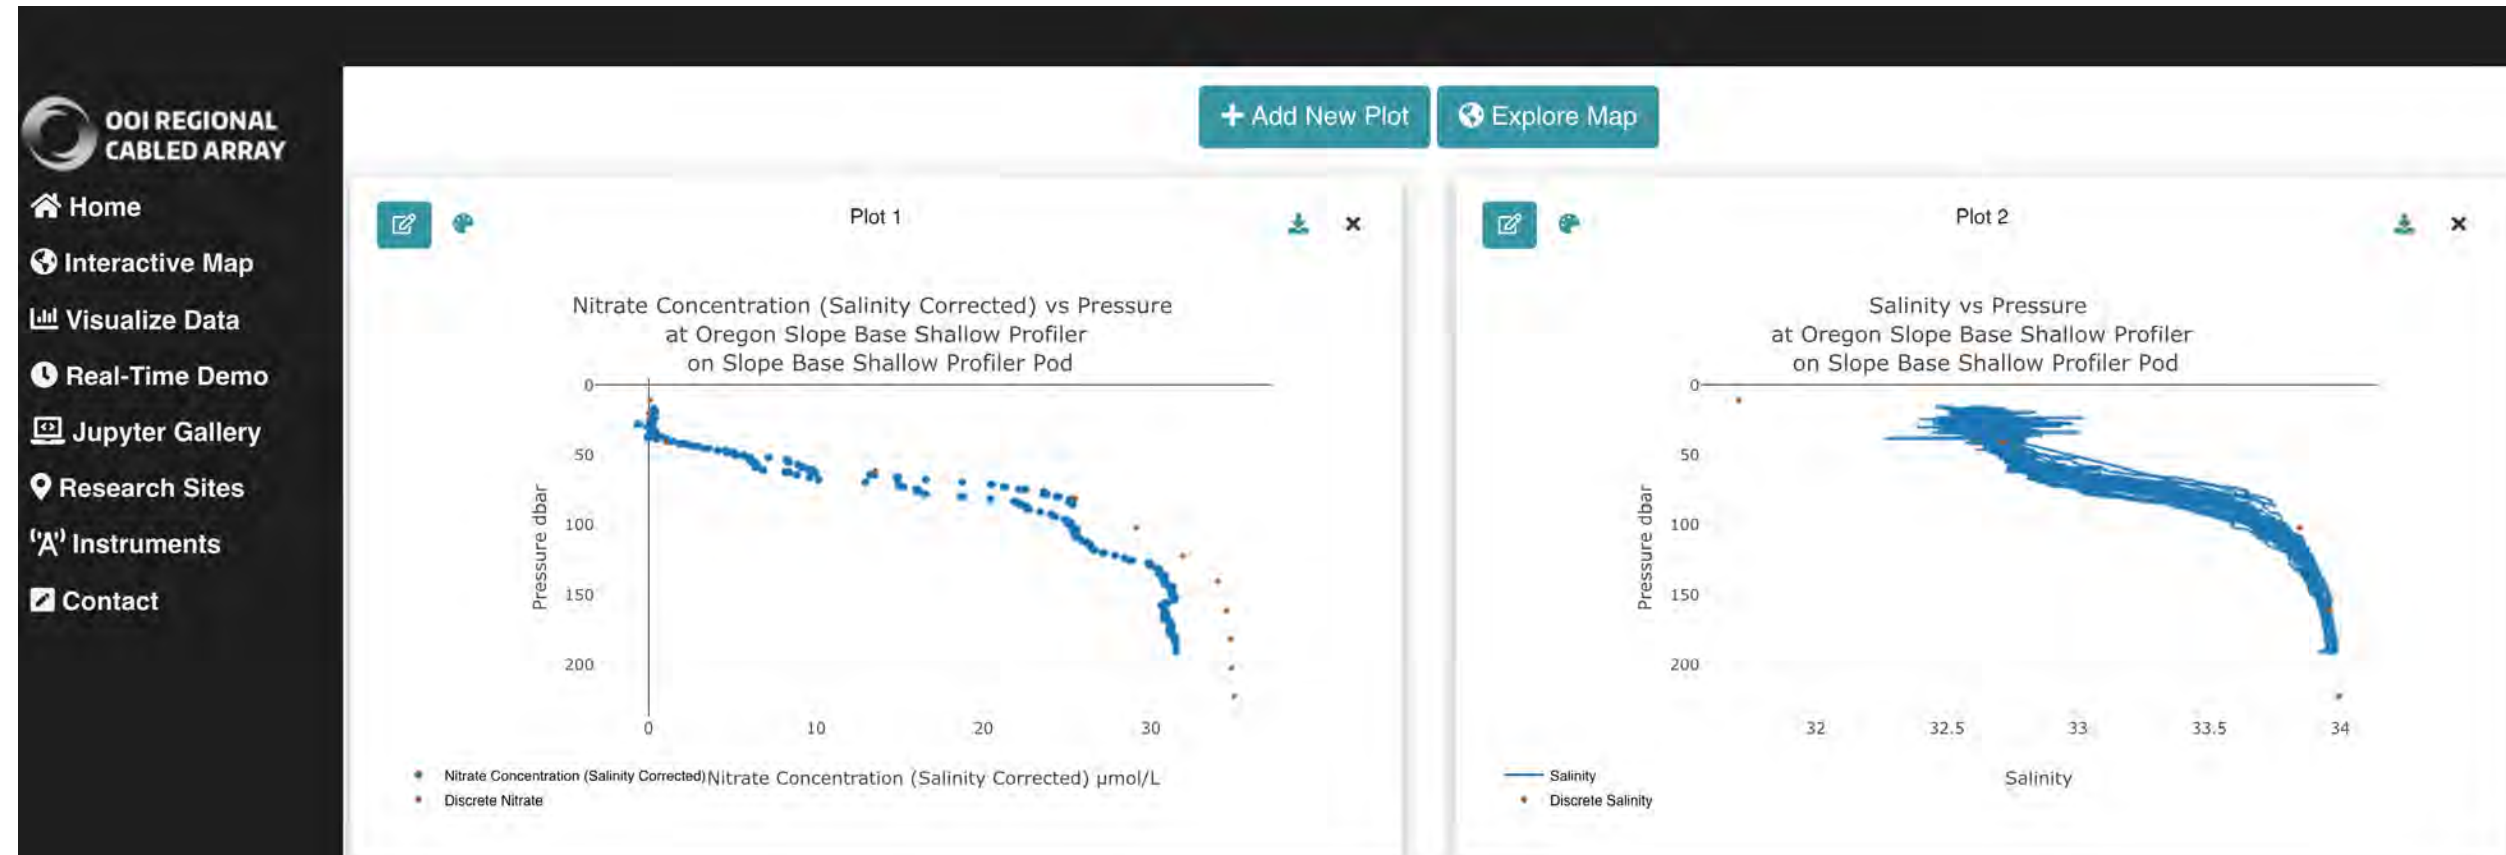 OOI REGIONAL
CABLED ARRAY
Home
Interactive Map
Visualize Data
Real-Time Demo
Jupyter Gallery
Research Sites
Instruments
Contact
+ Add New Plot
Explore Map
Plot 1
Nitrate Concentration (Salinity Corrected) vs Pressure
at Oregon Slope Base Shallow Profiler
on Slope Base Shallow Profiler Pod
Pressure dbar
0
50
100
150
200
0 10 20 30
Nitrate Concentration (Salinity Corrected) µmol/L
Nitrate Concentration (Salinity Corrected)
Discrete Nitrate
Plot 2
Salinity vs Pressure
at Oregon Slope Base Shallow Profiler
on Slope Base Shallow Profiler Pod
Pressure dbar
0
50
100
150
200
32 32.5 33 33.5 34
Salinity
Salinity
Discrete Salinity